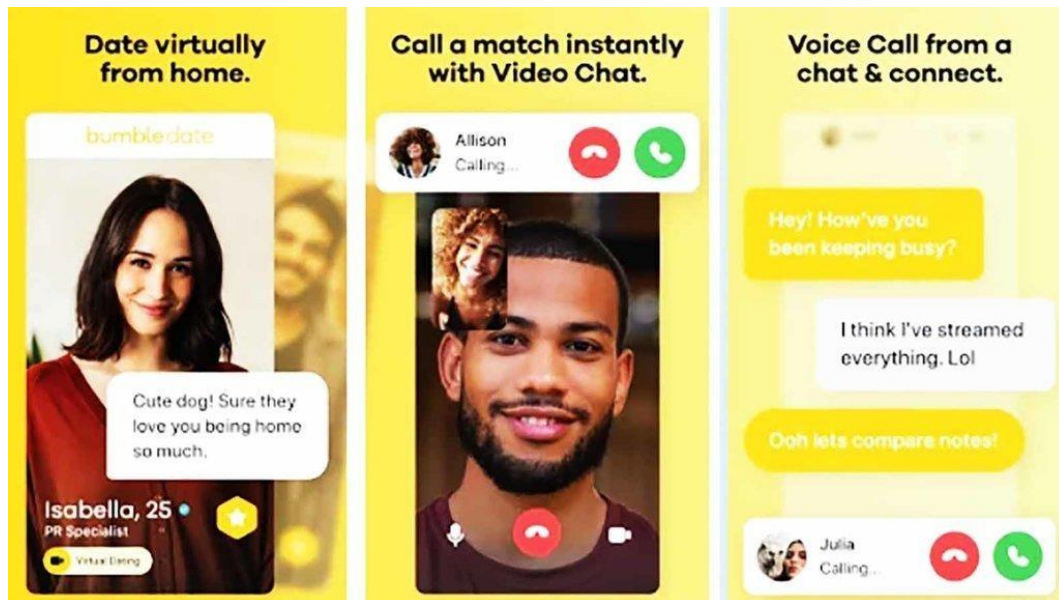 Date virtually
from home.
bumble date
Cute dog! Sure they
love you being home
so much.
Isabella, 25
PR Specialist
Virtual Dating
Call a match instantly
with Video Chat.
Allison
Calling...
Voice Call from a
chat & connect.
Hey! How've you
been keeping busy?
I think I've streamed
everything. Lol
Ooh lets compare notes!
Julia
Calling...